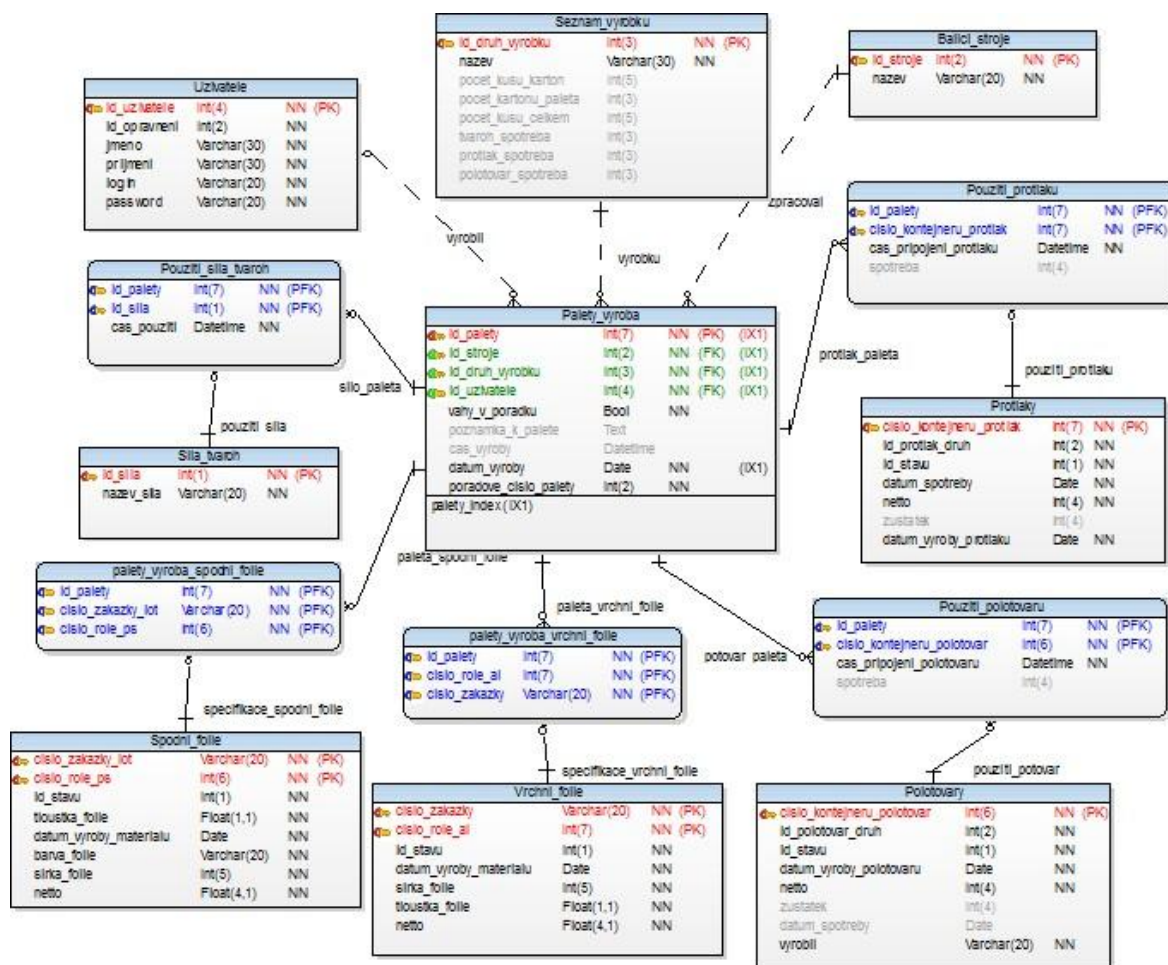 Seznam_vyrobku
id_druh_vyrobku Int(3) NN (PK)
nazev Varchar(30) NN
pocet_kusu_karton Int(5)
pocet_kartonu_paleta Int(3)
pocet_kusu_celkem Int(5)
tvaroh_spotreba Int(3)
protlak_spotreba Int(3)
polotovar_spotreba Int(3)
Balici_stroje
id_stroje Int(2) NN (PK)
nazev Varchar(20) NN
Uzivatele
id_uzivatele Int(4) NN (PK)
id_opravneni Int(2) NN
jmeno Varchar(30) NN
prijmeni Varchar(30) NN
login Varchar(20) NN
password Varchar(20) NN
vyrobil
vyrobku
zpracoval
Pouziti_protlaku
id_palety Int(7) NN (PFK)
cislo_kontejneru_protlak Int(7) NN (PFK)
cas_pripojeni_protlaku Datetime NN
spotreba Int(4)
Pouziti_sila_tvaroh
id_palety Int(7) NN (PFK)
id_sila Int(1) NN (PFK)
cas_pouziti Datetime NN
silo_paleta
Palety_vyroba
id_palety Int(7) NN (PK) (IX1)
id_stroje Int(2) NN (FK) (IX1)
id_druh_vyrobku Int(3) NN (FK) (IX1)
id_uzivatele Int(4) NN (FK) (IX1)
vahy_v_poradku Bool NN
poznamka_k_palete Text
cas_vyroby Datetime
datum_vyroby Date NN (IX1)
poradove_cislo_palety Int(2) NN
palety_index (IX1)
protlak_paleta
pouziti_protlaku
Protlaky
cislo_kontejneru_protlak Int(7) NN (PK)
id_protlak_druh Int(2) NN
id_stavu Int(1) NN
datum_spotreby Date NN
netto Int(4) NN
zustatek Int(4)
datum_vyroby_protlaku Date NN
pouziti_sila
Sila_tvaroh
id_sila Int(1) NN (PK)
nazev_sila Varchar(20) NN
paleta_spodni_folie
palety_vyroba_spodni_folie
id_palety Int(7) NN (PFK)
cislo_zakazky_lot Varchar(20) NN (PFK)
cislo_role_ps Int(6) NN (PFK)
paleta_vrchni_folie
palety_vyroba_vrchni_folie
id_palety Int(7) NN (PFK)
cislo_role_al Int(7) NN (PFK)
cislo_zakazky Varchar(20) NN (PFK)
potovar_paleta
Pouziti_polotovaru
id_palety Int(7) NN (PFK)
cislo_kontejneru_polotovar Int(6) NN (PFK)
cas_pripojeni_polotovaru Datetime NN
spotreba Int(4)
specifikace_spodni_folie
Spodni_folie
cislo_zakazky_lot Varchar(20) NN (PK)
cislo_role_ps Int(6) NN (PK)
id_stavu Int(1) NN
tloustka_folie Float(1,1) NN
datum_vyroby_materialu Date NN
barva_folie Varchar(20) NN
sirka_folie Int(5) NN
netto Float(4,1) NN
specifikace_vrchni_folie
Vrchni_folie
cislo_zakazky Varchar(20) NN (PK)
cislo_role_al Int(7) NN (PK)
id_stavu Int(1) NN
datum_vyroby_materialu Date NN
sirka_folie Int(5) NN
tloustka_folie Float(1,1) NN
netto Float(4,1) NN
pouziti_potovar
Polotovary
cislo_kontejneru_polotovar Int(6) NN (PK)
id_polotovar_druh Int(2) NN
id_stavu Int(1) NN
datum_vyroby_polotovaru Date NN
netto Int(4) NN
zustatek Int(4)
datum_spotreby Date
vyrobil Varchar(20) NN